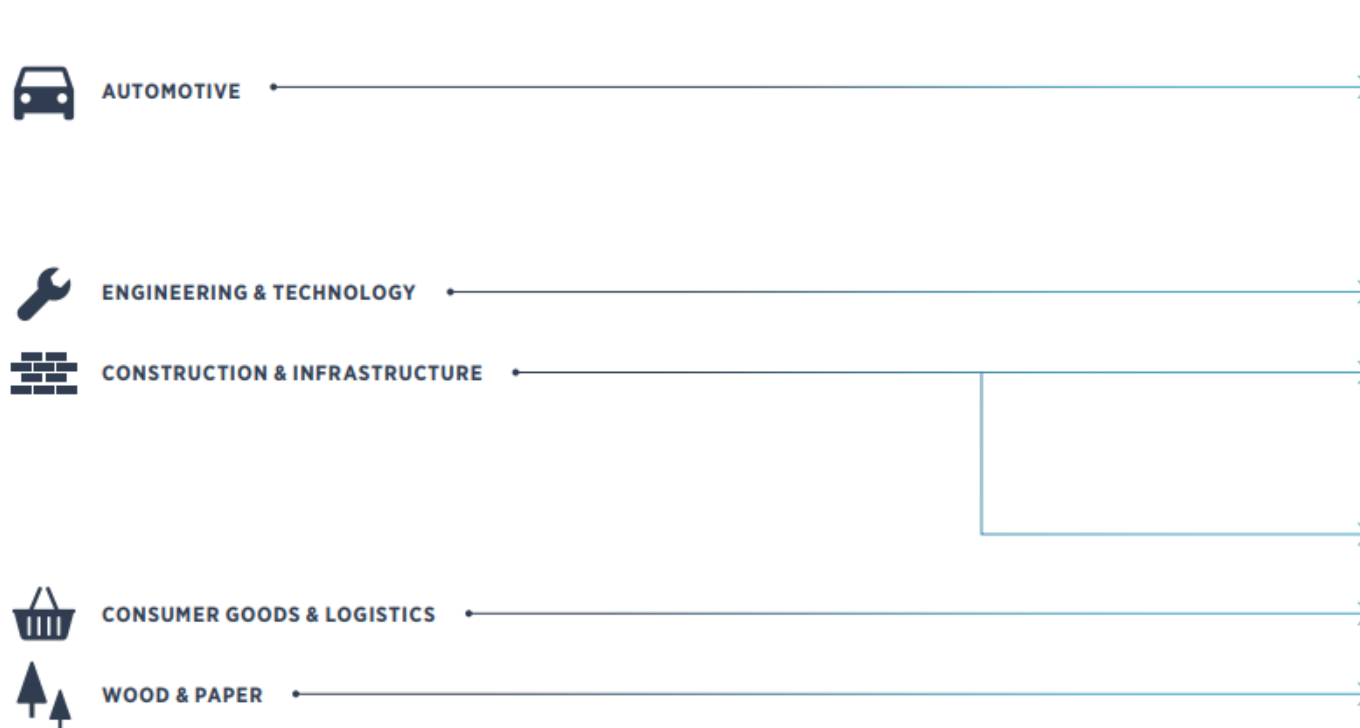 AUTOMOTIVE
ENGINEERING & TECHNOLOGY
CONSTRUCTION & INFRASTRUCTURE
CONSUMER GOODS & LOGISTICS
WOOD & PAPER